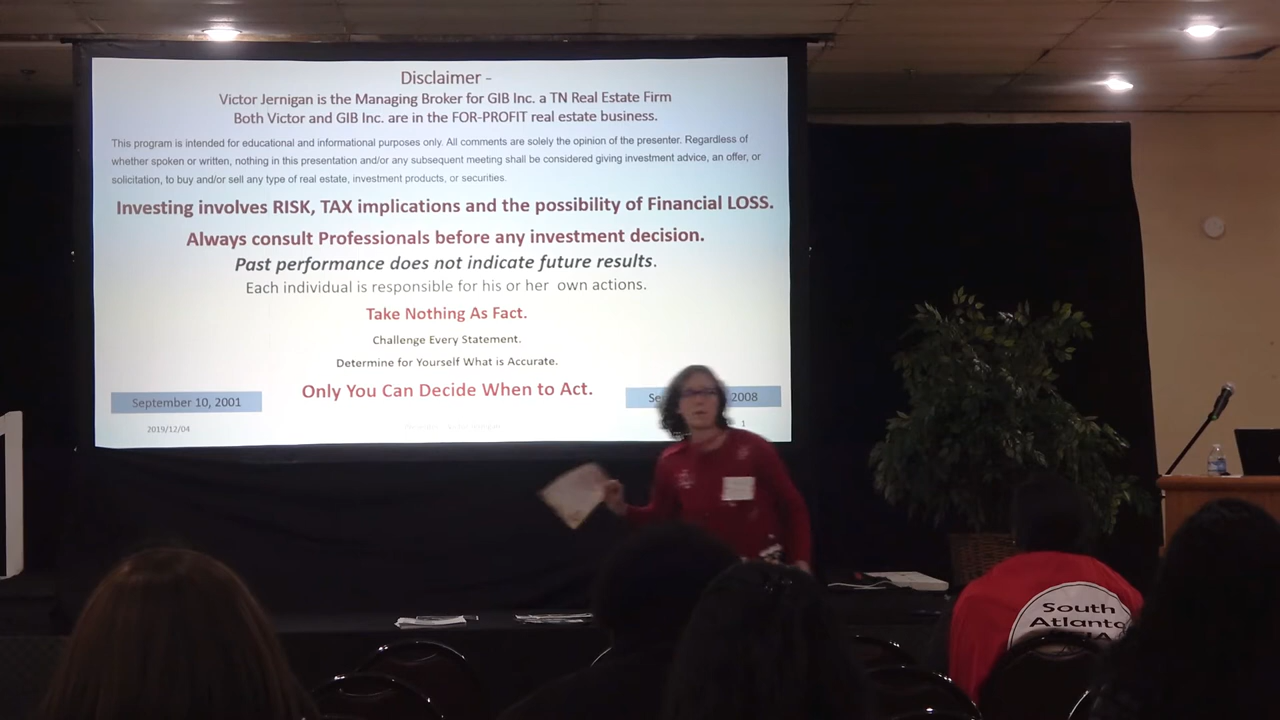 Disclaimer -
Victor Jernigan is the Managing Broker for GIB Inc. a TN Real Estate Firm
Both Victor and GIB Inc. are in the FOR-PROFIT real estate business.
This program is intended for educational and informational purposes only. All comments are solely the opinion of the presenter. Regardless of
whether spoken or written, nothing in this presentation and/or any subsequent meeting shall be considered giving investment advice, an offer, or
solicitation, to buy and/or sell any type of real estate, investment products, or securities.
Investing involves RISK, TAX implications and the possibility of Financial LOSS.
Always consult Professionals before any investment decision.
Past performance does not indicate future results.
Each individual is responsible for his or her own actions.
Take Nothing As Fact.
Challenge Every Statement.
Determine for Yourself What is Accurate.
Only You Can Decide When to Act.
September 10, 2001
2008
2019/12/04
1
South